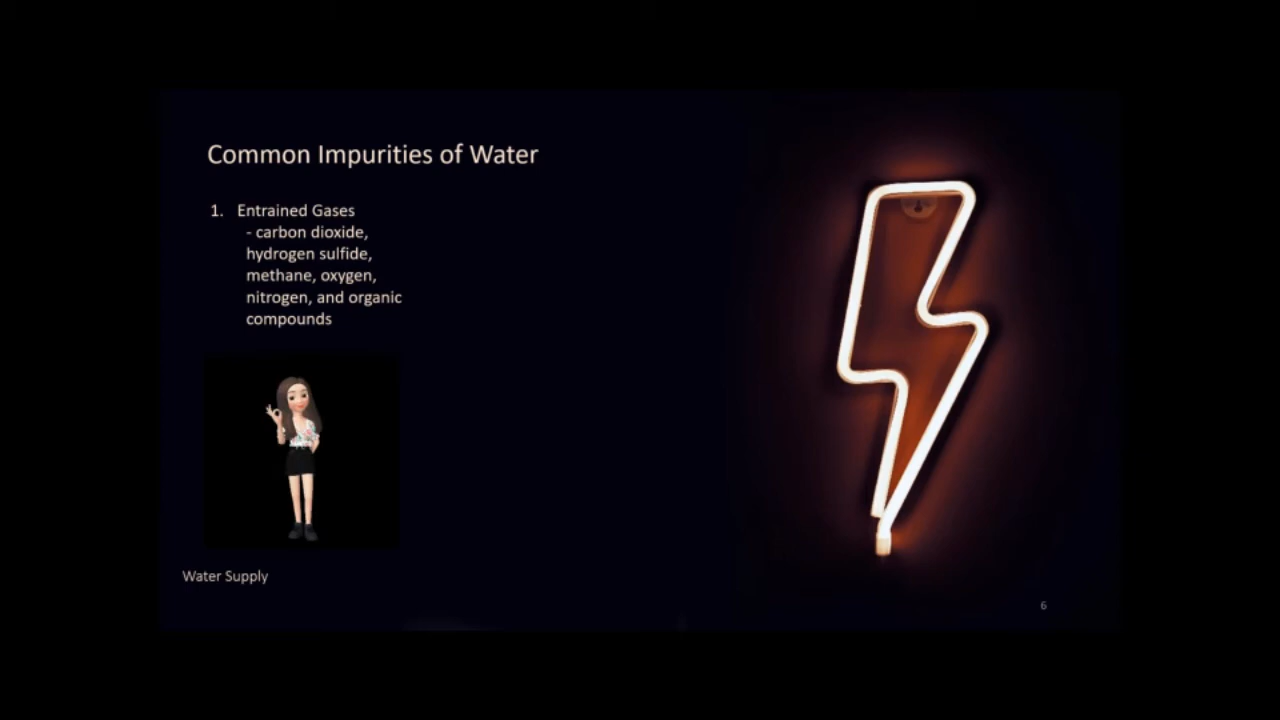 Common Impurities of Water
1. Entrained Gases
- carbon dioxide,
hydrogen sulfide,
methane, oxygen,
nitrogen, and organic
compounds
Water Supply
6